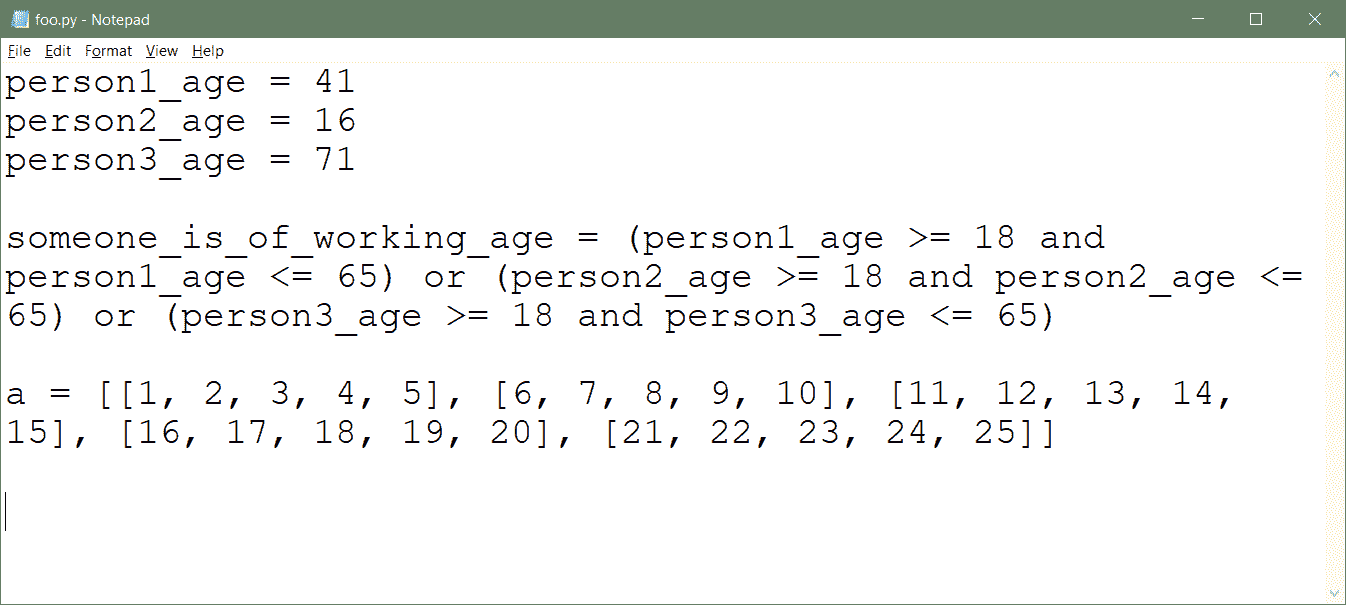 foo.py - Notepad
File Edit Format View Help
person1_age = 41
person2_age = 16
person3_age = 71
someone_is_of_working_age = (person1_age >= 18 and
person1_age <= 65) or (person2_age >= 18 and person2_age <=
65) or (person3_age >= 18 and person3_age <= 65)
a = [[1, 2, 3, 4, 5], [6, 7, 8, 9, 10], [11, 12, 13, 14,
15], [16, 17, 18, 19, 20], [21, 22, 23, 24, 25]]